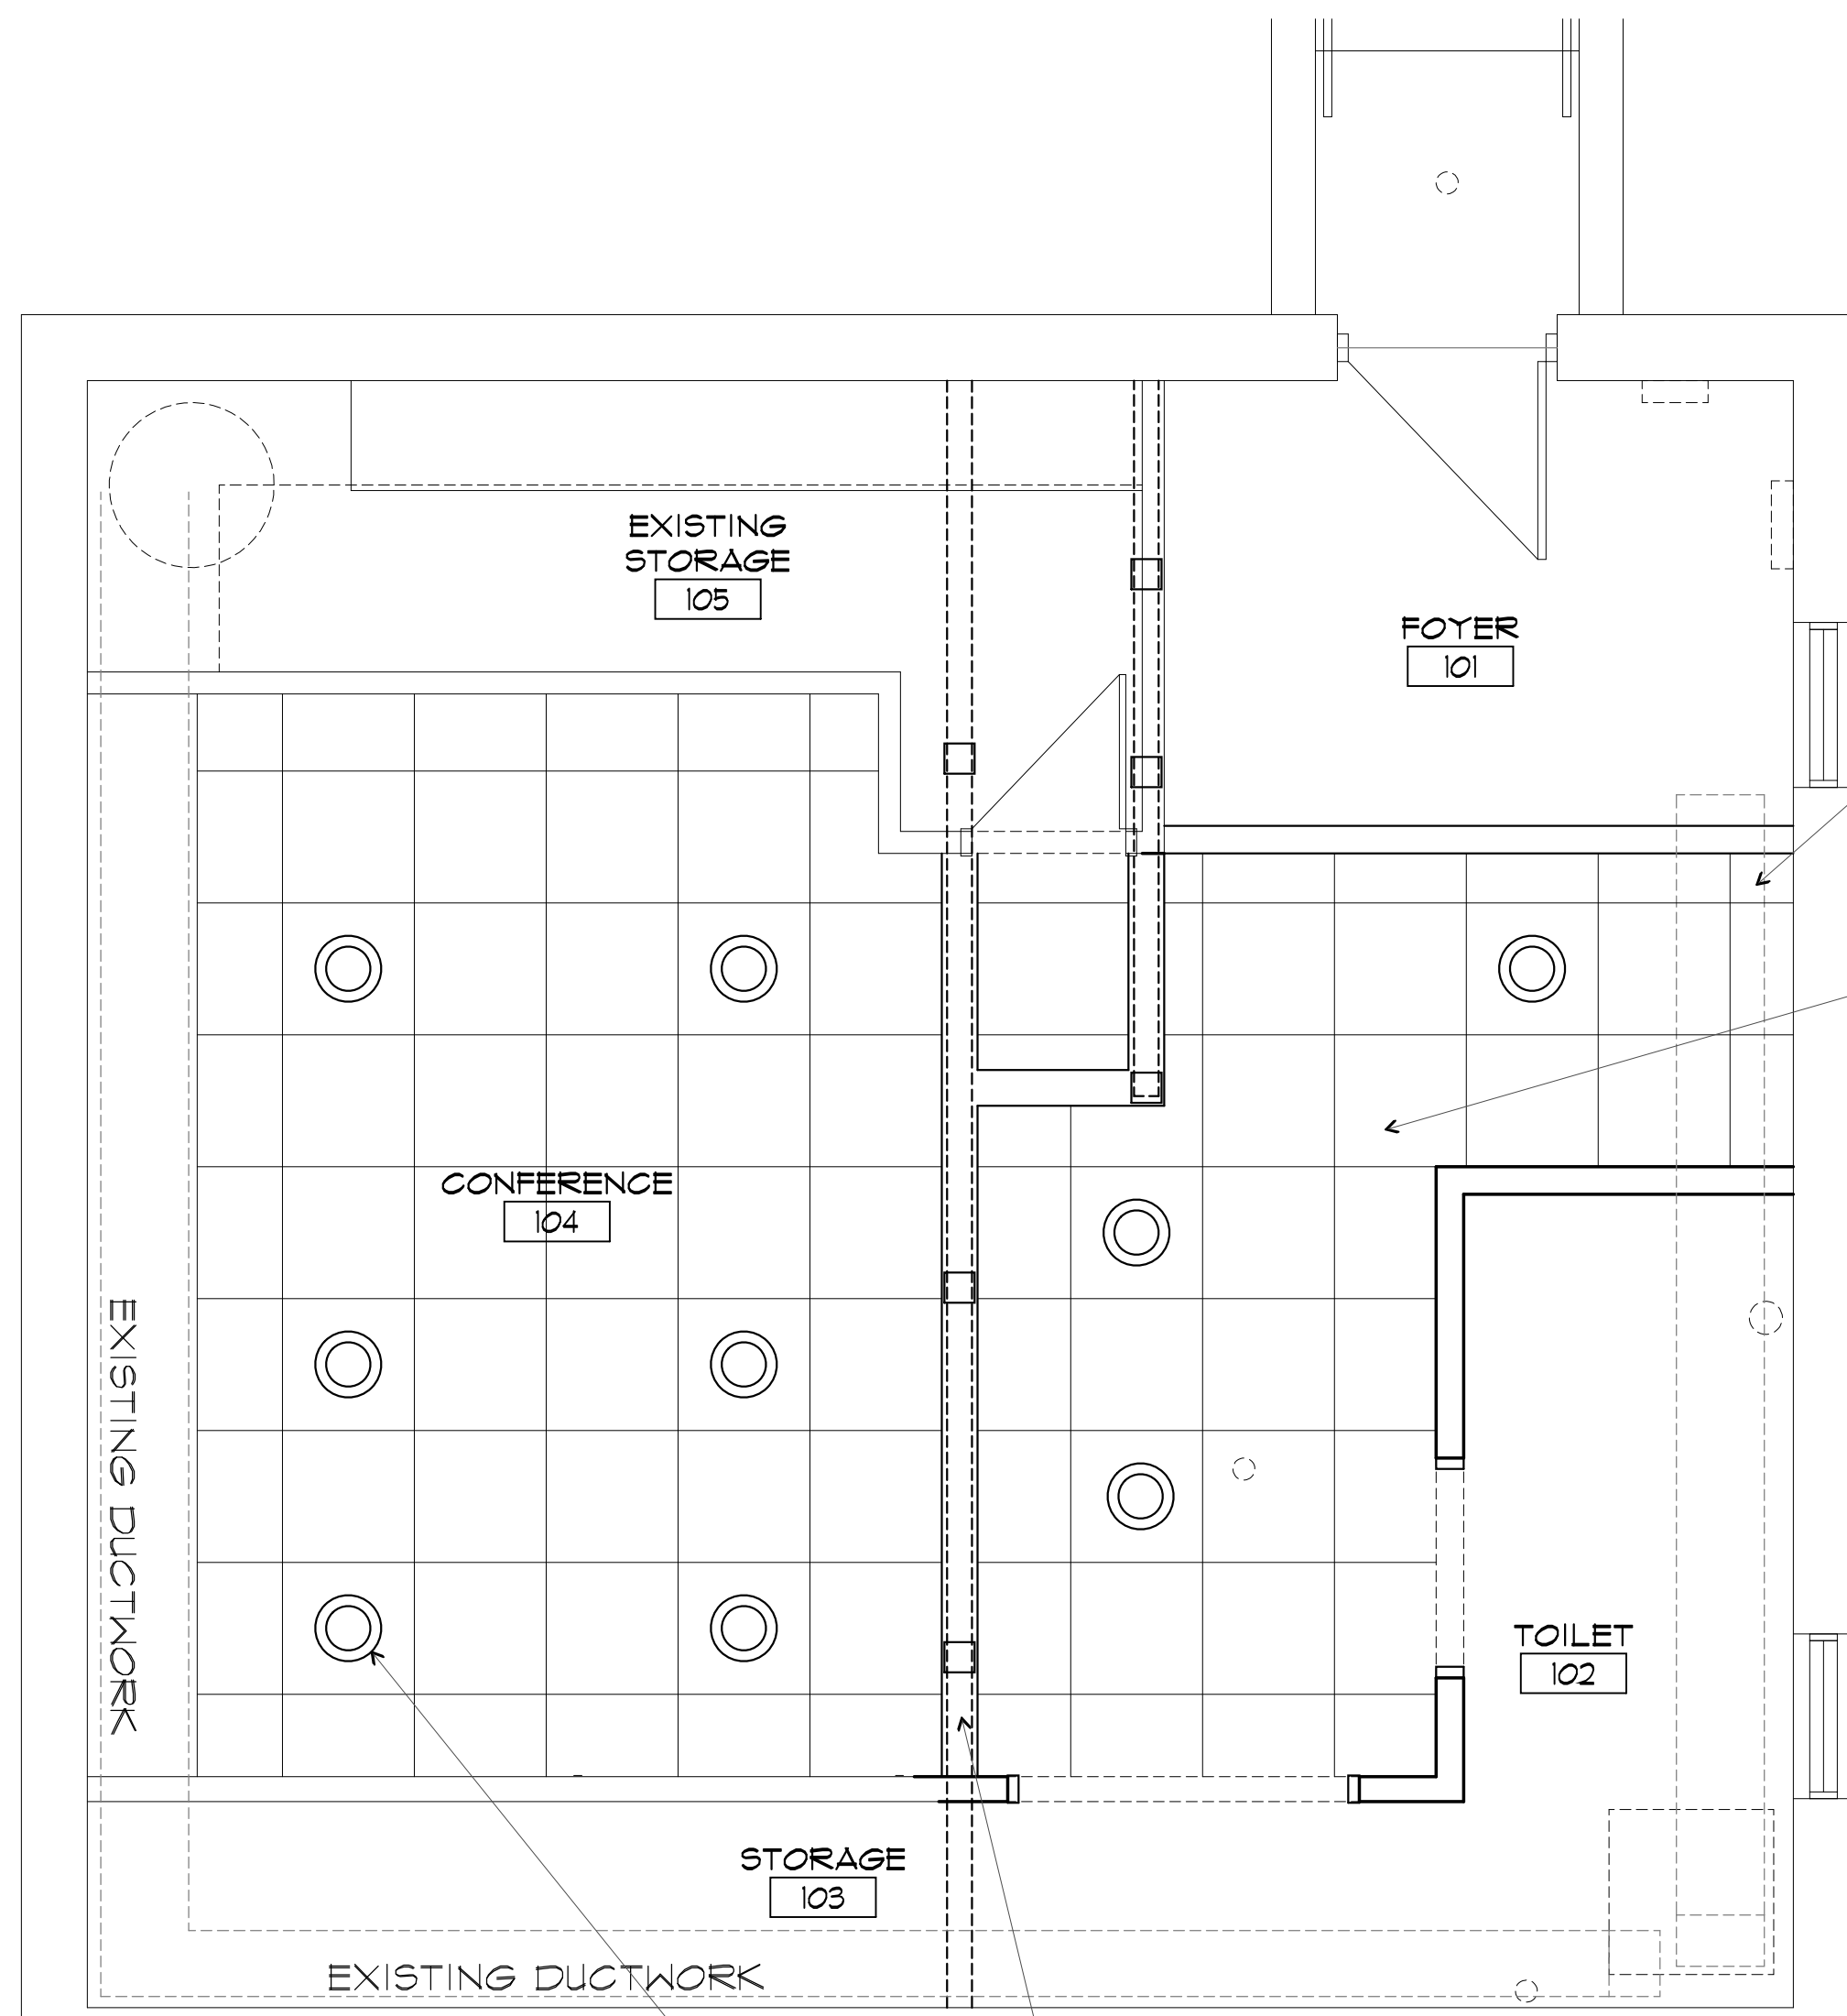 EXISTING
STORAGE
105
FOYER
101
CONFERENCE
104
EXISTING DUCTWORK
TOILET
102
STORAGE
103
EXISTING DUCTWORK